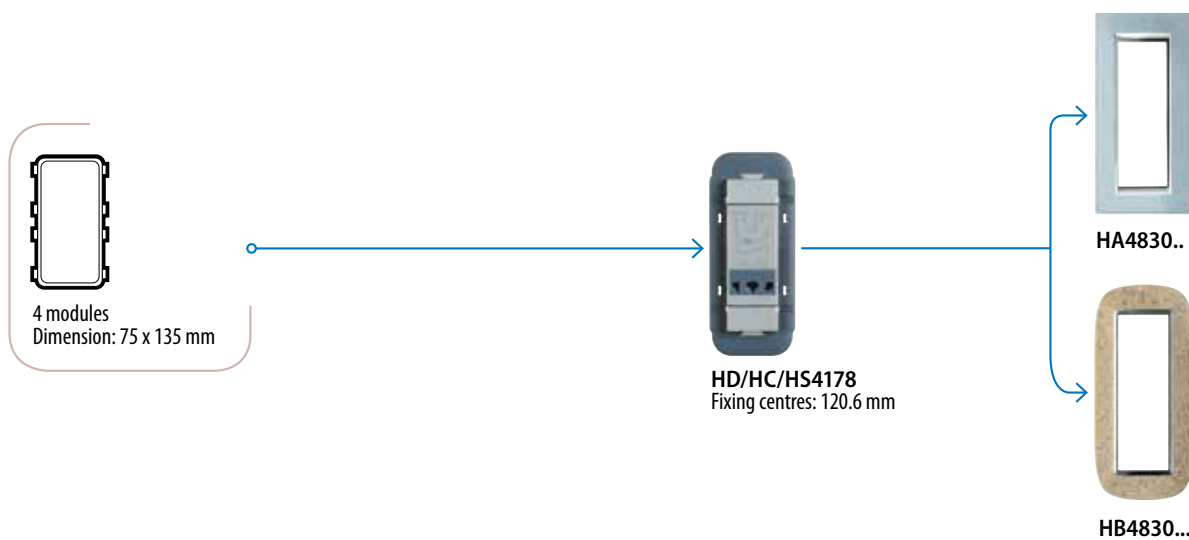 4 modules
Dimension: 75 x 135 mm
HD/HC/HS4178
Fixing centres: 120.6 mm
HA4830..
HB4830...